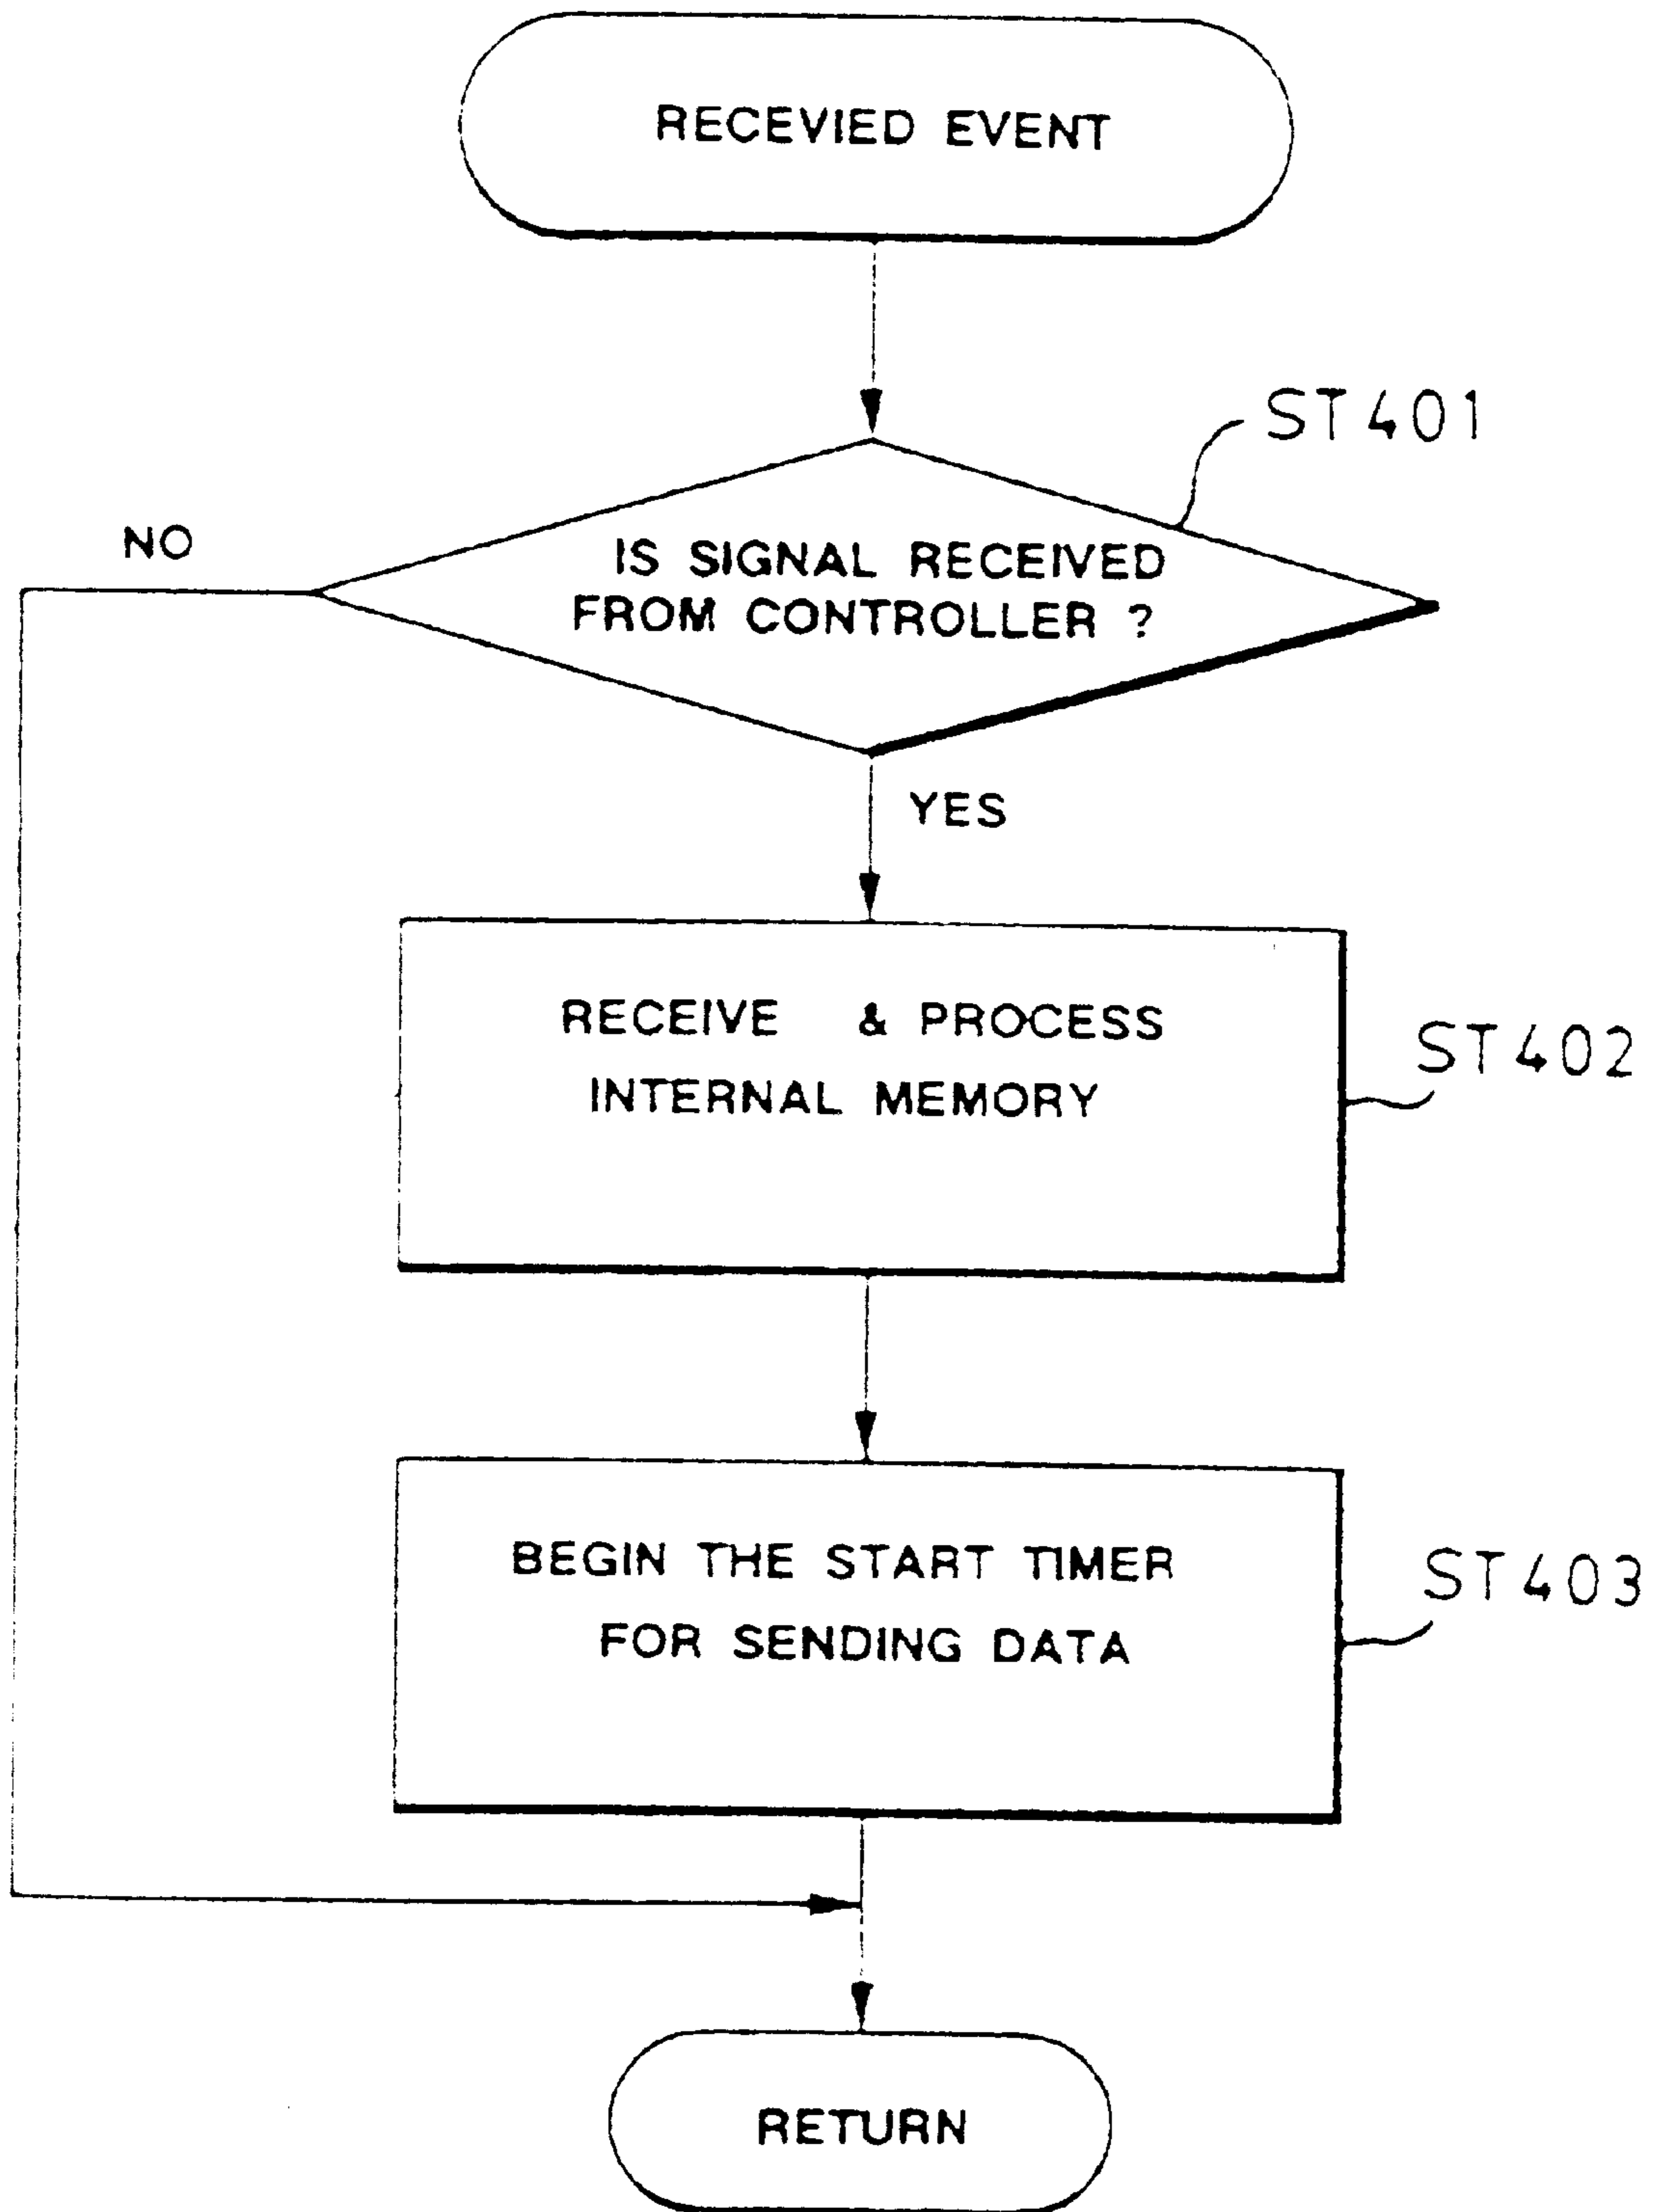 RECEVIED EVENT
ST401
NO
IS SIGNAL RECEIVED
FROM CONTROLLER ?
YES
RECEIVE & PROCESS
INTERNAL MEMORY
ST402
BEGIN THE START TIMER
FOR SENDING DATA
ST403
RETURN